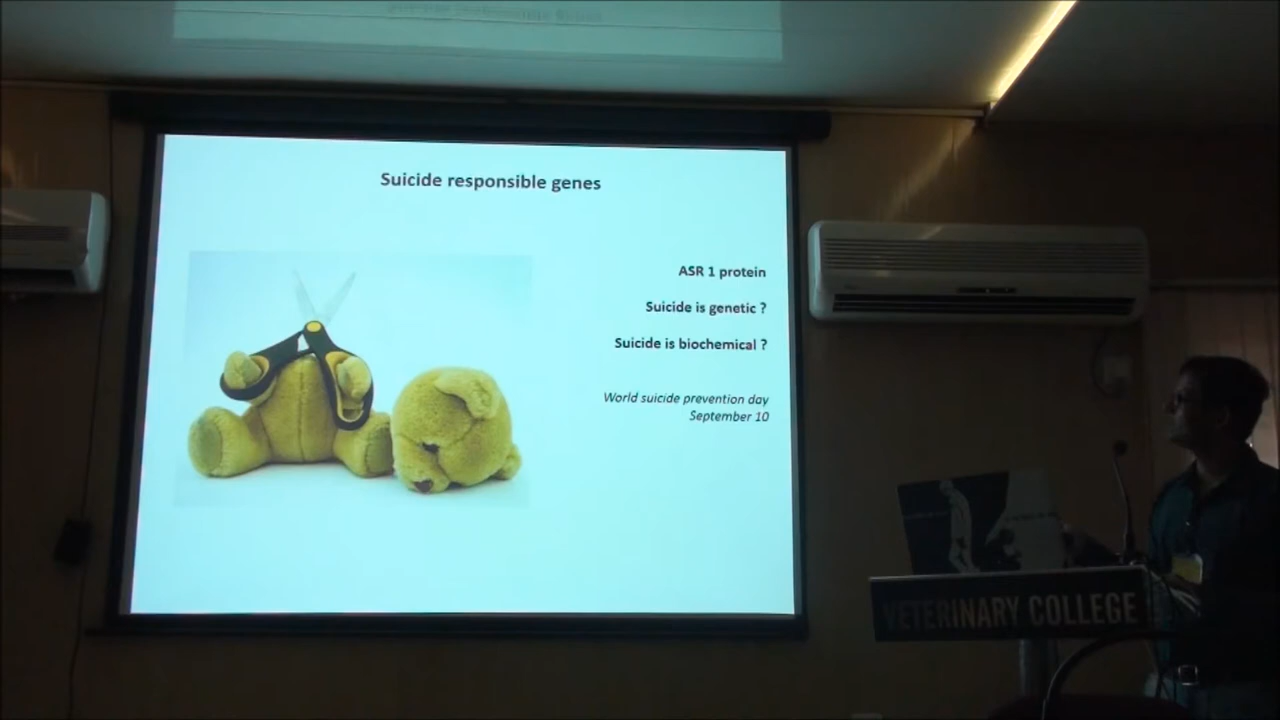 Suicide responsible genes
ASR 1 protein
Suicide is genetic ?
Suicide is biochemical ?
World suicide prevention day
September 10
VETERINARY COLLEGE